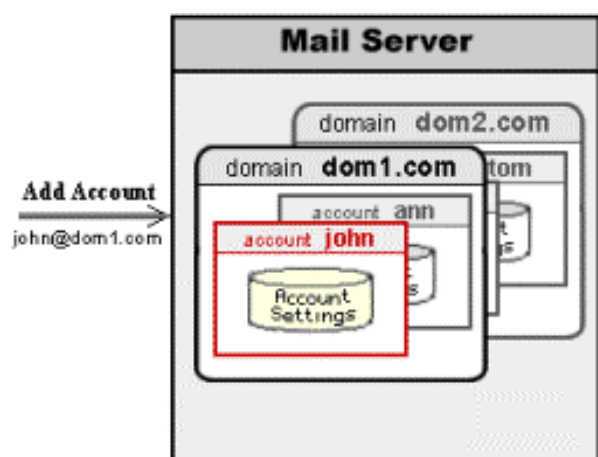 Mail Server
domain dom2.com
domain dom1.com
tom
Add Account
john@dom1.com
account ann
account john
Account
Settings